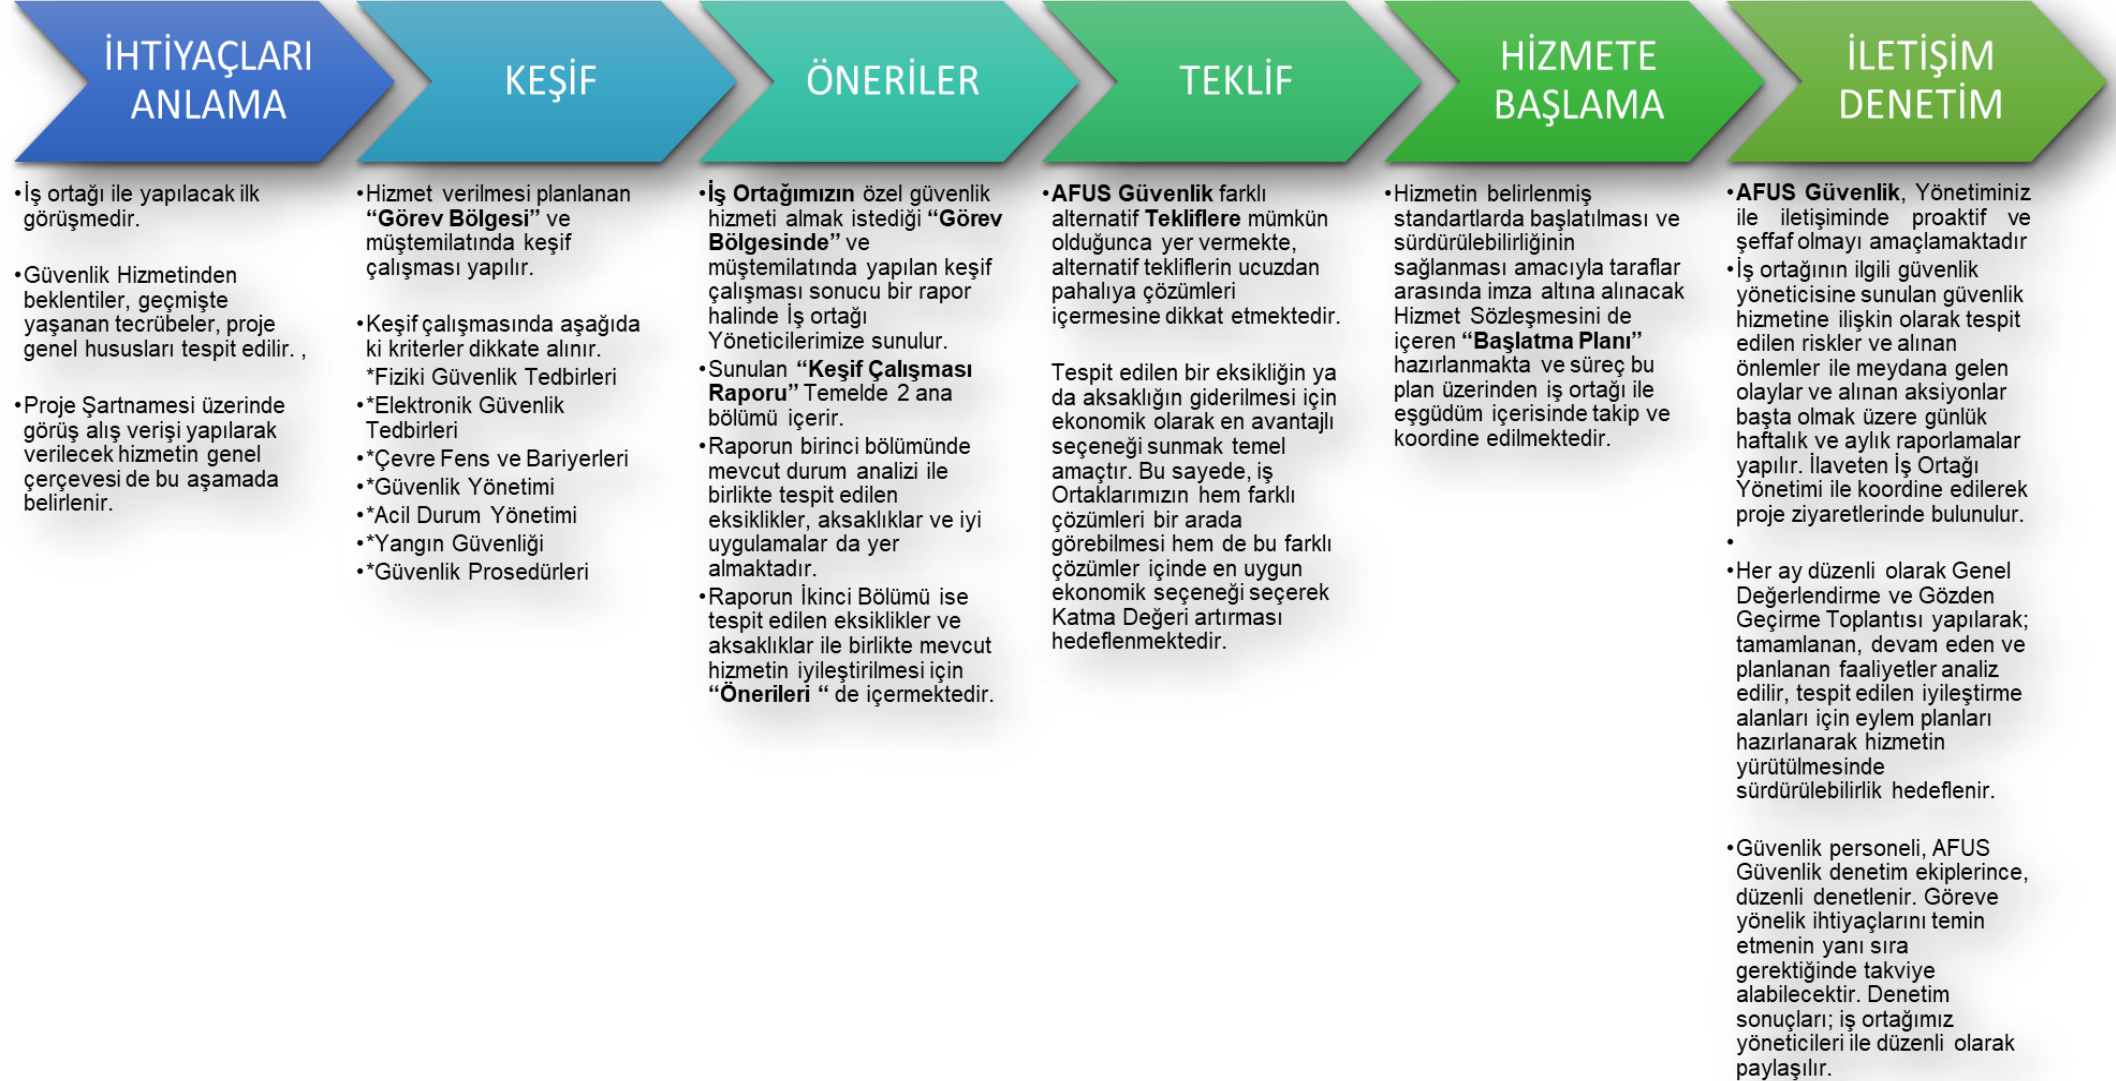 İHTİYAÇLARI
ANLAMA
•İş ortağı ile yapılacak ilk
görüşmedir.
•Güvenlik Hizmetinden
beklentiler, geçmişte
yaşanan tecrübeler, proje
genel hususları tespit edilir. ,
•Proje Şartnamesi üzerinde
görüş alış verişi yapılarak
verilecek hizmetin genel
çerçevesi de bu aşamada
belirlenir.
KEŞİF
•Hizmet verilmesi planlanan
“Görev Bölgesi” ve
müştemilatında keşif
çalışması yapılır.
•Keşif çalışmasında aşağıda
ki kriterler dikkate alınır.
*Fiziki Güvenlik Tedbirleri
•*Elektronik Güvenlik
Tedbirleri
•*Çevre Fens ve Bariyerleri
•*Güvenlik Yönetimi
•*Acil Durum Yönetimi
•*Yangın Güvenliği
•*Güvenlik Prosedürleri
ÖNERİLER
•İş Ortağımızın özel güvenlik
hizmeti almak istediği “Görev
Bölgesinde” ve
müştemilatında yapılan keşif
çalışması sonucu bir rapor
halinde İş ortağı
Yöneticilerimize sunulur.
•Sunulan “Keşif Çalışması
Raporu” Temelde 2 ana
bölümü içerir.
•Raporun birinci bölümünde
mevcut durum analizi ile
birlikte tespit edilen
eksiklikler, aksaklıklar ve iyi
uygulamalar da yer
almaktadır.
•Raporun İkinci Bölümü ise
tespit edilen eksiklikler ve
aksaklıklar ile birlikte mevcut
hizmetin iyileştirilmesi için
“Önerileri “ de içermektedir.
TEKLİF
•AFUS Güvenlik farklı
alternatif Tekliflere mümkün
olduğunca yer vermekte,
alternatif tekliflerin ucuzdan
pahalıya çözümleri
içermesine dikkat etmektedir.
Tespit edilen bir eksikliğin ya
da aksaklığın giderilmesi için
ekonomik olarak en avantajlı
seçeneği sunmak temel
amaçtır. Bu sayede, iş
Ortaklarımızın hem farklı
çözümleri bir arada
görebilmesi hem de bu farklı
çözümler içinde en uygun
ekonomik seçeneği seçerek
Katma Değeri artırması
hedeflenmektedir.
HİZMETE
BAŞLAMA
•Hizmetin belirlenmiş
standartlarda başlatılması ve
sürdürülebilirliğinin
sağlanması amacıyla taraflar
arasında imza altına alınacak
Hizmet Sözleşmesini de
içeren “Başlatma Planı”
hazırlanmakta ve süreç bu
plan üzerinden iş ortağı ile
eşgüdüm içerisinde takip ve
koordine edilmektedir.
İLETİŞİM
DENETİM
•AFUS Güvenlik, Yönetiminiz
ile iletişiminde proaktif ve
şeffaf olmayı amaçlamaktadır
•İş ortağının ilgili güvenlik
yöneticisine sunulan güvenlik
hizmetine ilişkin olarak tespit
edilen riskler ve alınan
önlemler ile meydana gelen
olaylar ve alınan aksiyonlar
başta olmak üzere günlük
haftalık ve aylık raporlamalar
yapılır. İlaveten İş Ortağı
Yönetimi ile koordine edilerek
proje ziyaretlerinde bulunulur.
•
•Her ay düzenli olarak Genel
Değerlendirme ve Gözden
Geçirme Toplantısı yapılarak;
tamamlanan, devam eden ve
planlanan faaliyetler analiz
edilir, tespit edilen iyileştirme
alanları için eylem planları
hazırlanarak hizmetin
yürütülmesinde
sürdürülebilirlik hedeflenir.
•Güvenlik personeli, AFUS
Güvenlik denetim ekiplerince,
düzenli denetlenir. Göreve
yönelik ihtiyaçlarını temin
etmenin yanı sıra
gerektiğinde takviye
alabilecektir. Denetim
sonuçları; iş ortağımız
yöneticileri ile düzenli olarak
paylaşılır.